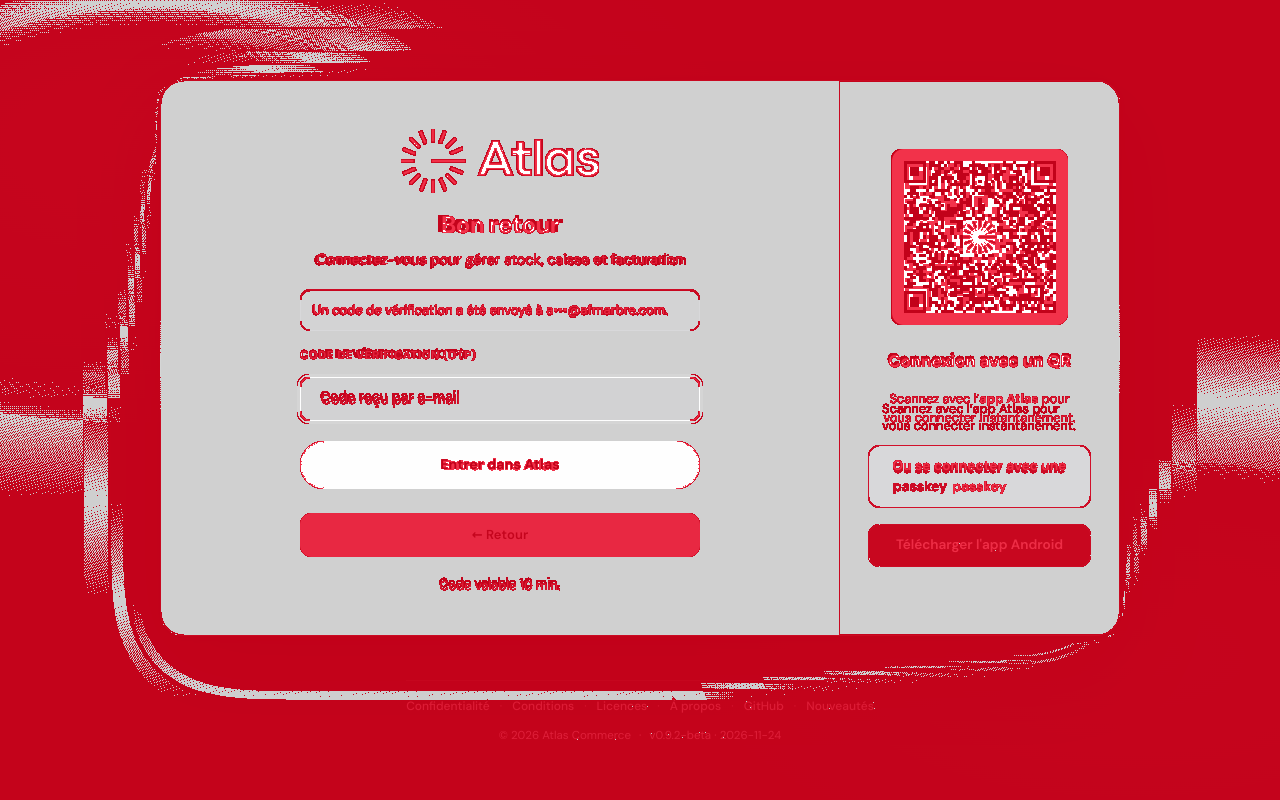 Atlas
Bon retour
Connectez-vous pour gérer stock, caisse et facturation
Un code de vérification a été envoyé à a•••@afmarbre.com.
CODE DE VÉRIFICATION
Code reçu par e-mail
Entrer dans Atlas
← Retour
Code valable 10 min.
Connexion avec un QR
Scannez avec l'app Atlas pour
vous connecter instantanément.
Ou se connecter avec une
passkey
Télécharger l'app Android
Confidentialité Conditions Licences À propos GitHub Nouveautés
© 2026 Atlas Commerce · v0.9.2-beta · 2026-11-24